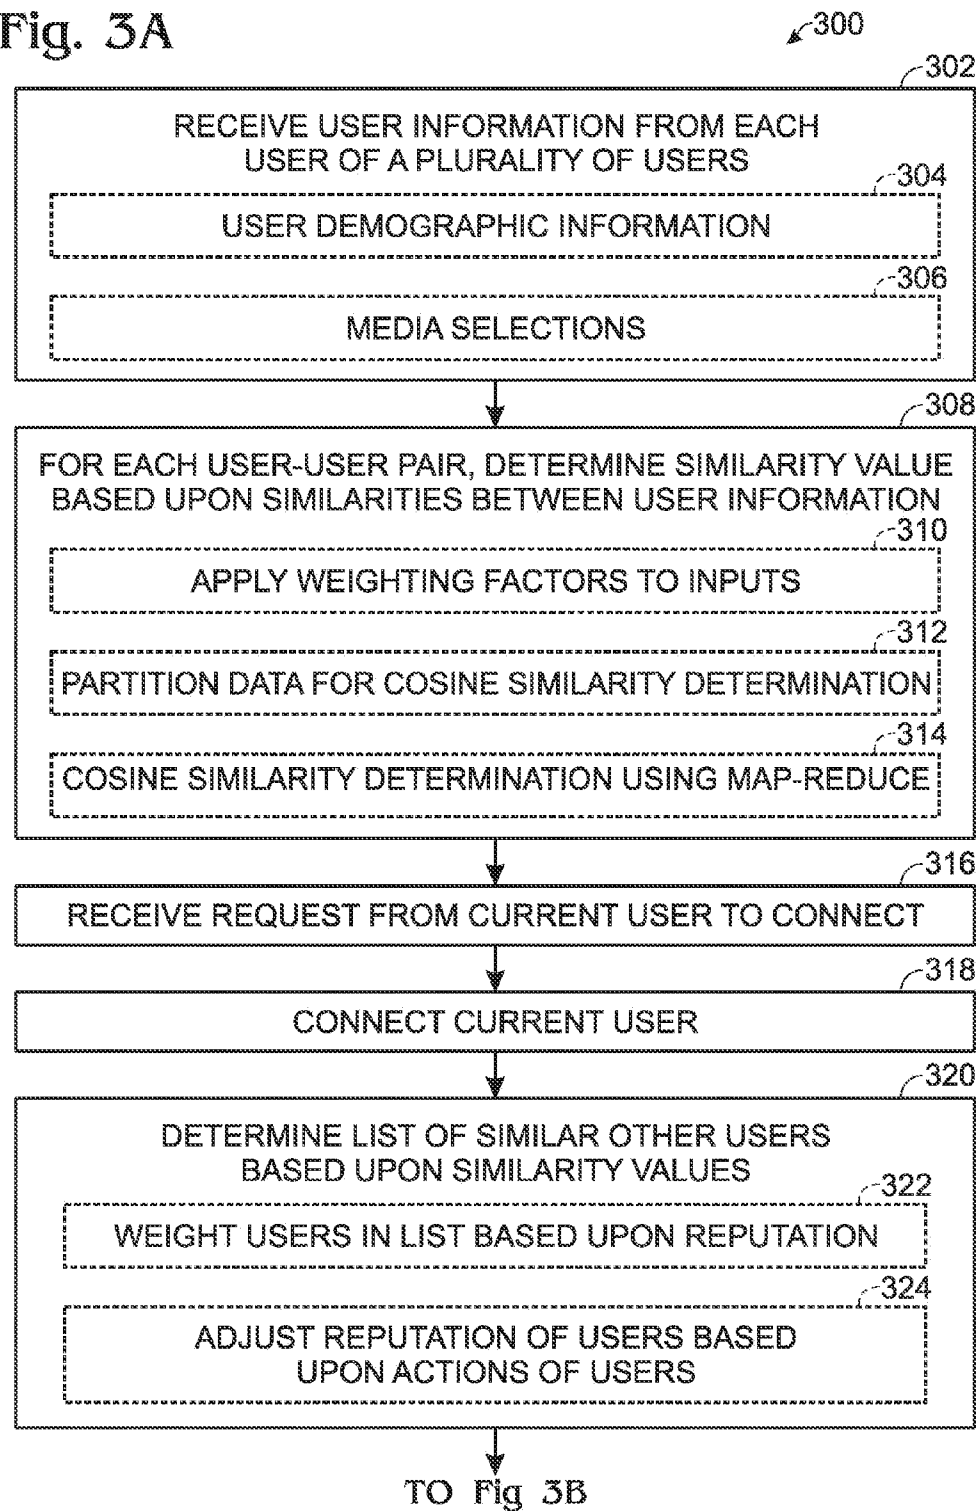 Fig. 3A
300
302
RECEIVE USER INFORMATION FROM EACH
USER OF A PLURALITY OF USERS
304
USER DEMOGRAPHIC INFORMATION
306
MEDIA SELECTIONS
308
FOR EACH USER-USER PAIR, DETERMINE SIMILARITY VALUE
BASED UPON SIMILARITIES BETWEEN USER INFORMATION
310
APPLY WEIGHTING FACTORS TO INPUTS
312
PARTITION DATA FOR COSINE SIMILARITY DETERMINATION
314
COSINE SIMILARITY DETERMINATION USING MAP-REDUCE
316
RECEIVE REQUEST FROM CURRENT USER TO CONNECT
318
CONNECT CURRENT USER
320
DETERMINE LIST OF SIMILAR OTHER USERS
BASED UPON SIMILARITY VALUES
322
WEIGHT USERS IN LIST BASED UPON REPUTATION
324
ADJUST REPUTATION OF USERS BASED
UPON ACTIONS OF USERS
TO Fig 3B